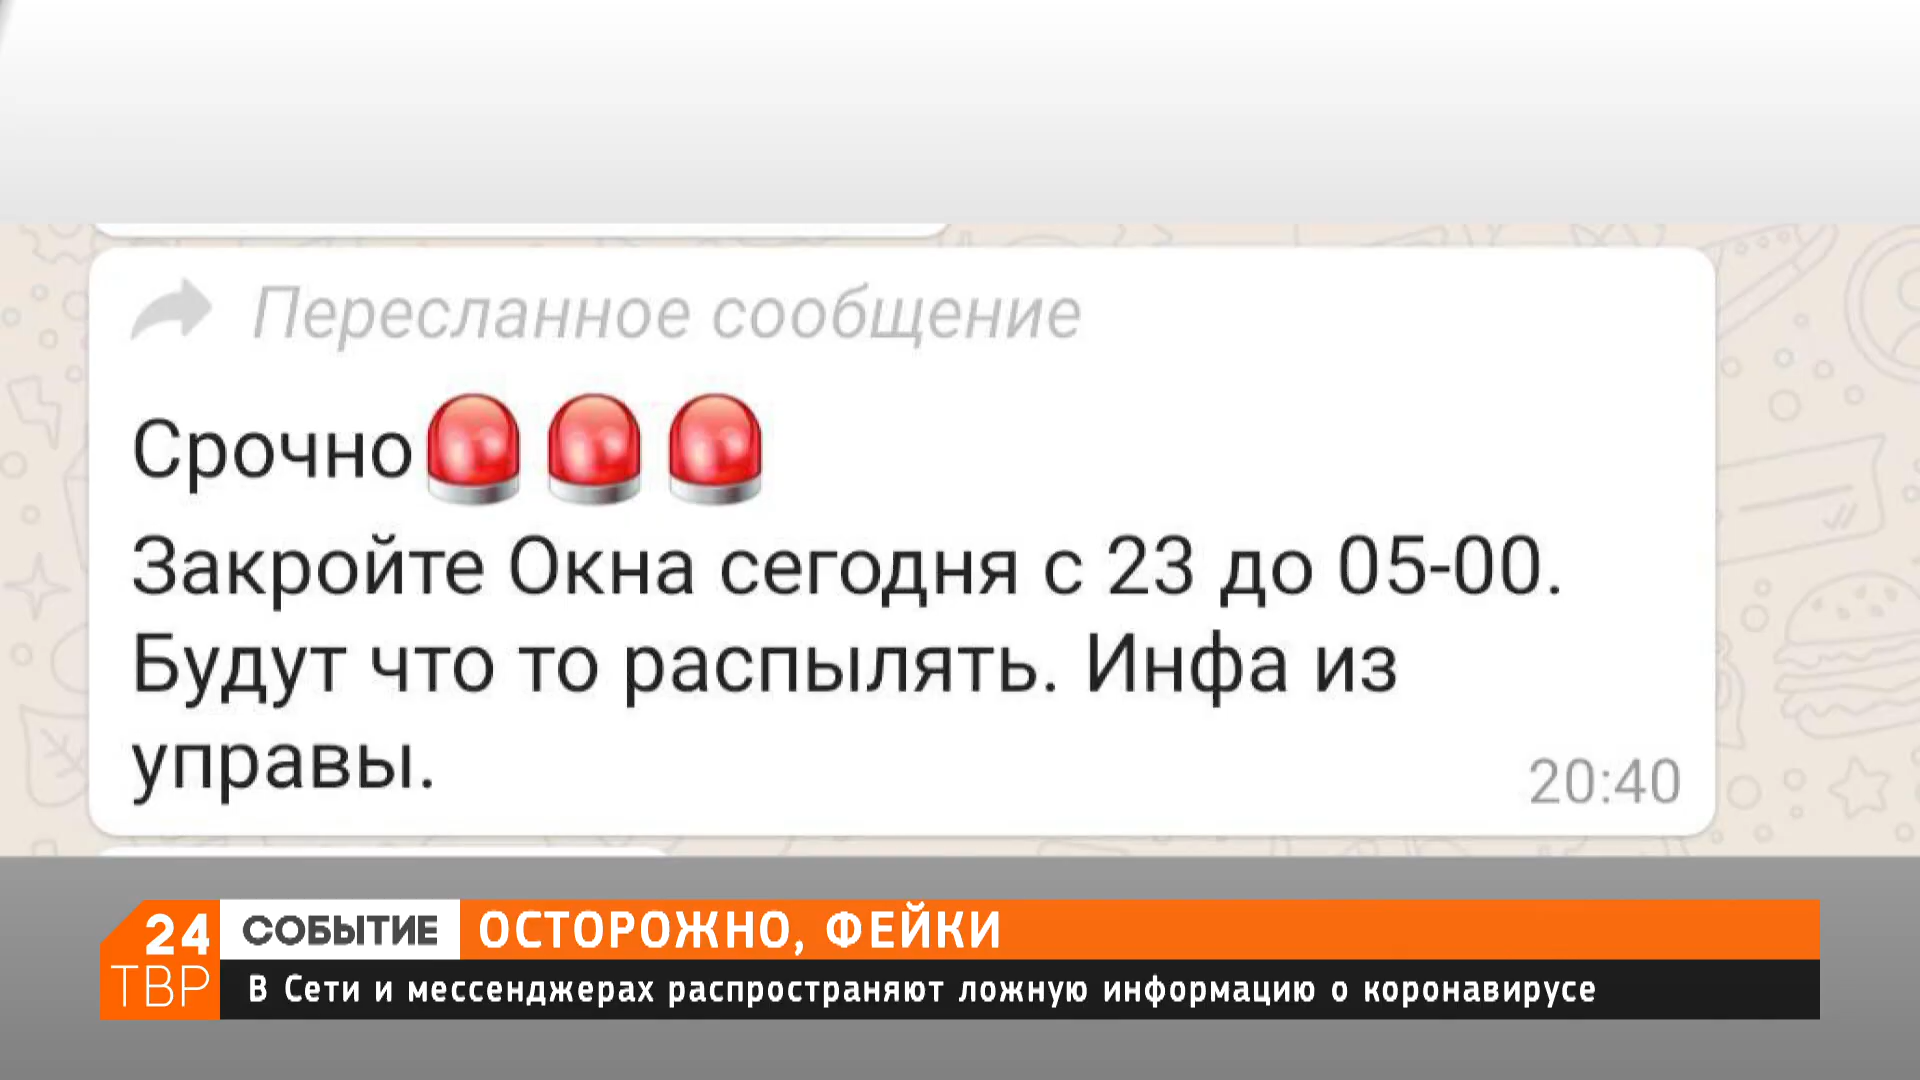 Пересланное сообщение
Срочно🚨🚨🚨
Закройте Окна сегодня с 23 до 05-00.
Будут что то распылять. Инфа из
управы.
20:40
24
ТВР
СОБЫТИЕ
ОСТОРОЖНО, ФЕЙКИ
В Сети и мессенджерах распространяют ложную информацию о коронавирусе